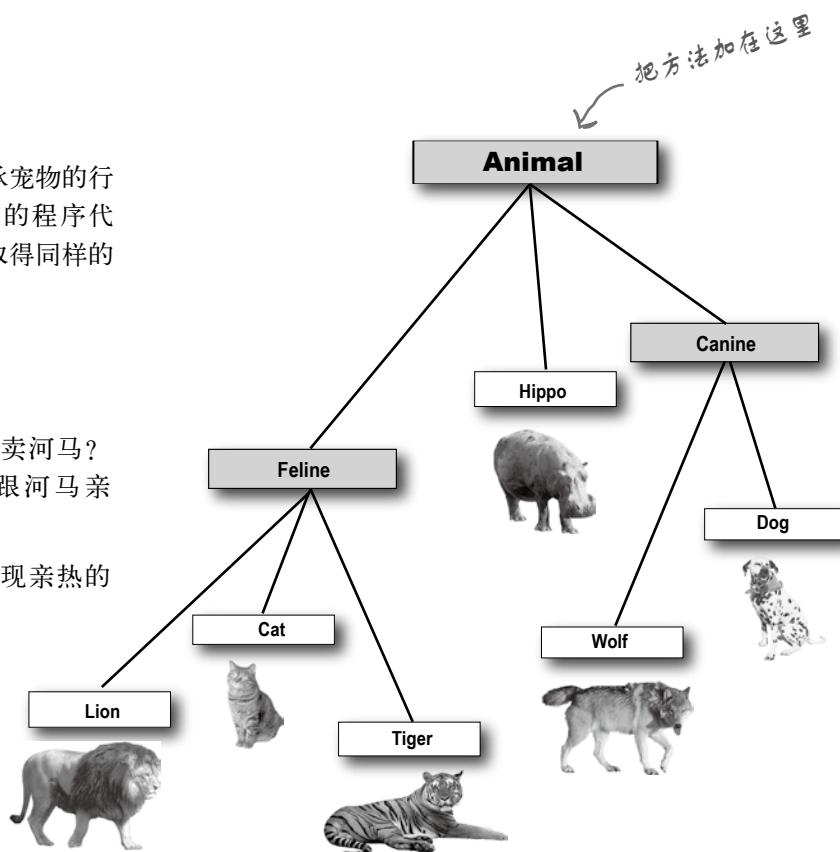 把方法加在这里
宠物的行
的程序代
取得同样的
卖河马?
跟河马亲
现亲热的
Animal
Canine
Hippo
Feline
Dog
Cat
Wolf
Lion
Tiger